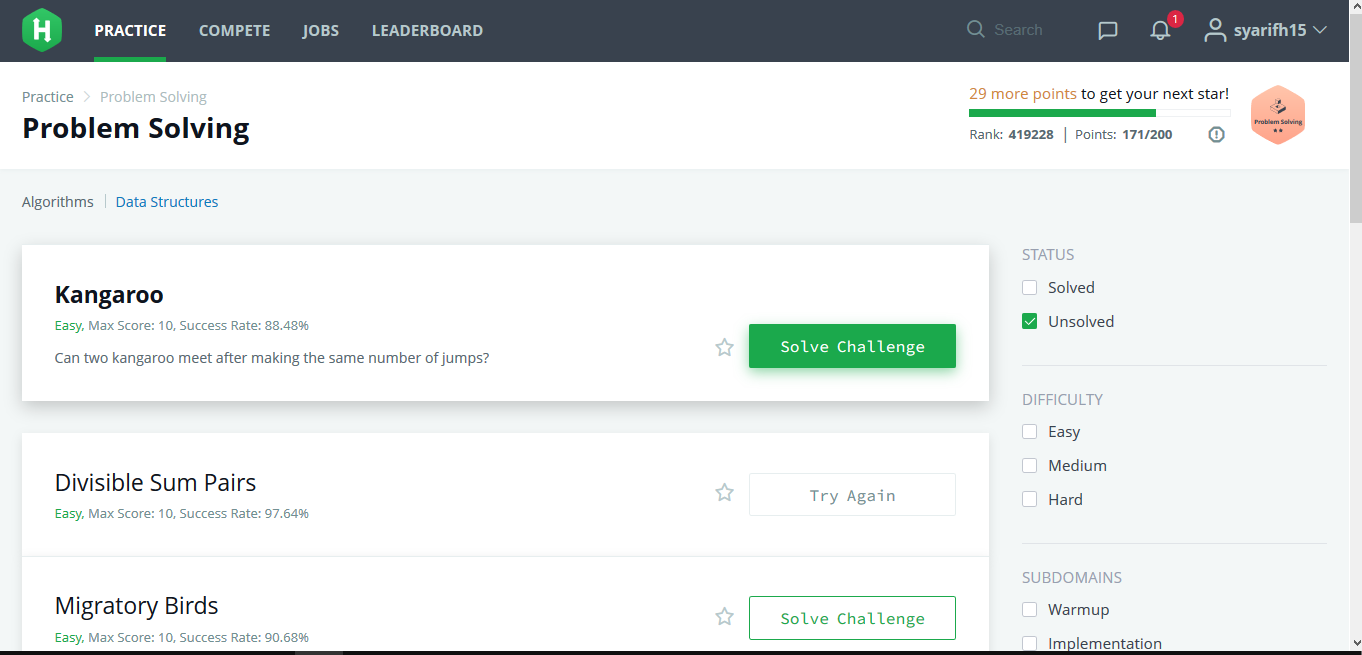 H PRACTICE COMPETE JOBS LEADERBOARD Search 1 syarifh15
Practice Problem Solving
Problem Solving
29 more points to get your next star!
Rank: 419228 | Points: 171/200
Problem Solving
Algorithms Data Structures
Kangaroo
Easy, Max Score: 10, Success Rate: 88.48%
Can two kangaroo meet after making the same number of jumps?
Solve Challenge
Divisible Sum Pairs
Easy, Max Score: 10, Success Rate: 97.64%
Try Again
Migratory Birds
Easy, Max Score: 10, Success Rate: 90.68%
Solve Challenge
STATUS
Solved
Unsolved
DIFFICULTY
Easy
Medium
Hard
SUBDOMAINS
Warmup
Implementation